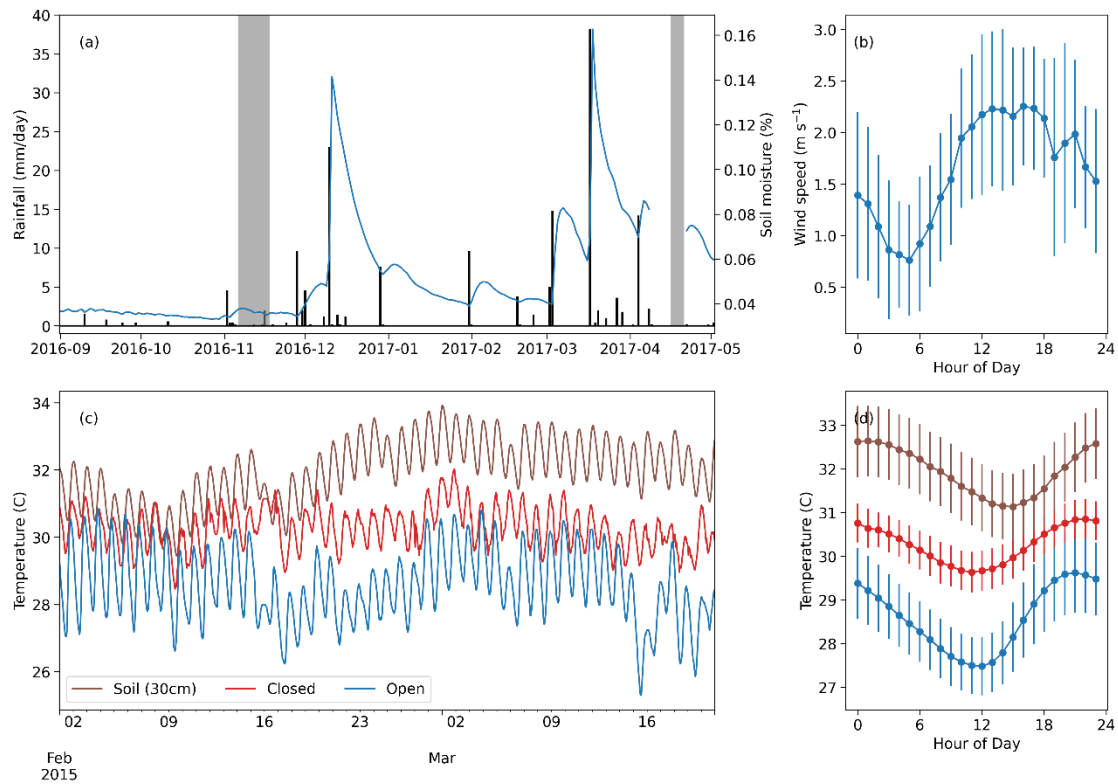 (a)
40
35
30
25
20
15
10
5
0
Rainfall (mm/day)
0.16
0.14
0.12
0.10
0.08
0.06
0.04
Soil moisture (%)
2016-09 2016-10 2016-11 2016-12 2017-01 2017-02 2017-03 2017-04 2017-05
(b)
3.0
2.5
2.0
1.5
1.0
0.5
Wind speed (m s⁻¹)
0 6 12 18 24
Hour of Day
(c)
34
32
30
28
26
Temperature (C)
Soil (30cm) Closed Open
02 09 16 23 02 09 16
Feb Mar
2015
(d)
33
32
31
30
29
28
27
Temperature (C)
0 6 12 18 24
Hour of Day